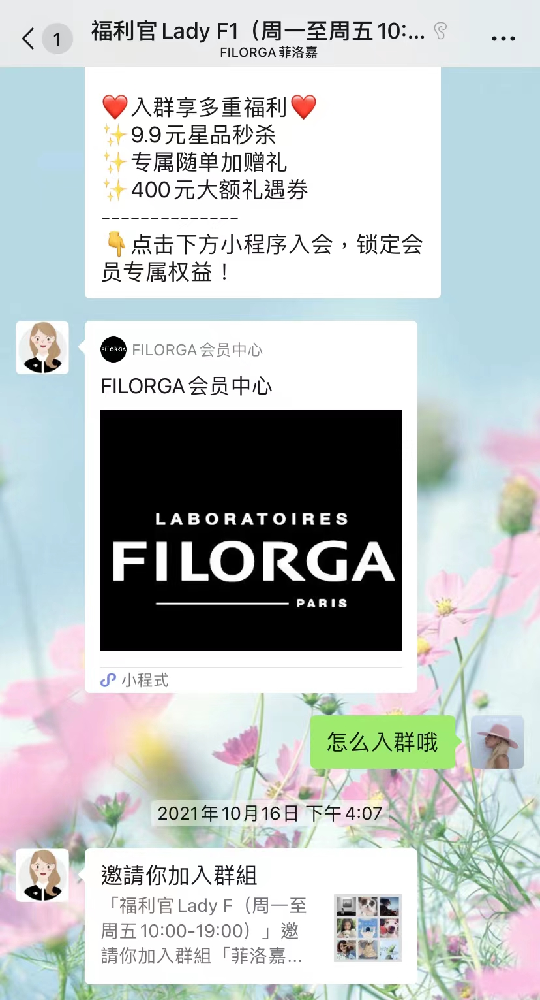 1
福利官 Lady F1（周一至周五 10:...
FILORGA 菲洛嘉
❤️入群享多重福利❤️
✨9.9元星品秒杀
✨专属随单加赠礼
✨400元大额礼遇券
--------------
👇点击下方小程序入会，锁定会
员专属权益！
FILORGA
FILORGA 会员中心
FILORGA 会员中心
LABORATOIRES
FILORGA
PARIS
小程式
怎么入群哦
2021年10月16日 下午 4:07
邀請你加入群組
「福利官 Lady F（周一至
周五 10:00-19:00）」邀
請你加入群組「菲洛嘉...